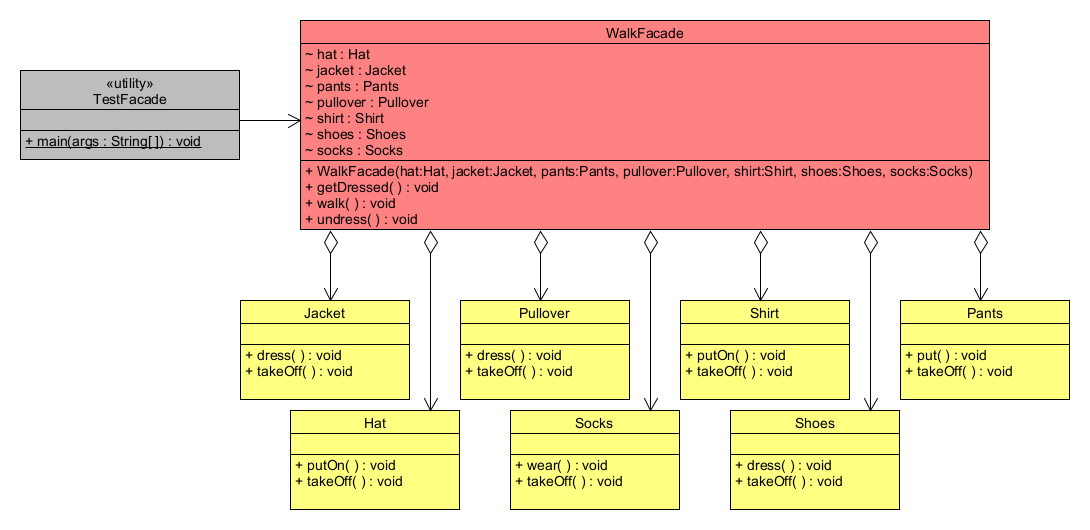 WalkFacade
~ hat : Hat
~ jacket : Jacket
~ pants : Pants
~ pullover : Pullover
~ shirt : Shirt
~ shoes : Shoes
~ socks : Socks
+ WalkFacade(hat:Hat, jacket:Jacket, pants:Pants, pullover:Pullover, shirt:Shirt, shoes:Shoes, socks:Socks)
+ getDressed( ) : void
+ walk( ) : void
+ undress( ) : void
«utility»
TestFacade
+ main(args : String[ ]) : void
Jacket
+ dress( ) : void
+ takeOff( ) : void
Pullover
+ dress( ) : void
+ takeOff( ) : void
Shirt
+ putOn( ) : void
+ takeOff( ) : void
Pants
+ put( ) : void
+ takeOff( ) : void
Hat
+ putOn( ) : void
+ takeOff( ) : void
Socks
+ wear( ) : void
+ takeOff( ) : void
Shoes
+ dress( ) : void
+ takeOff( ) : void